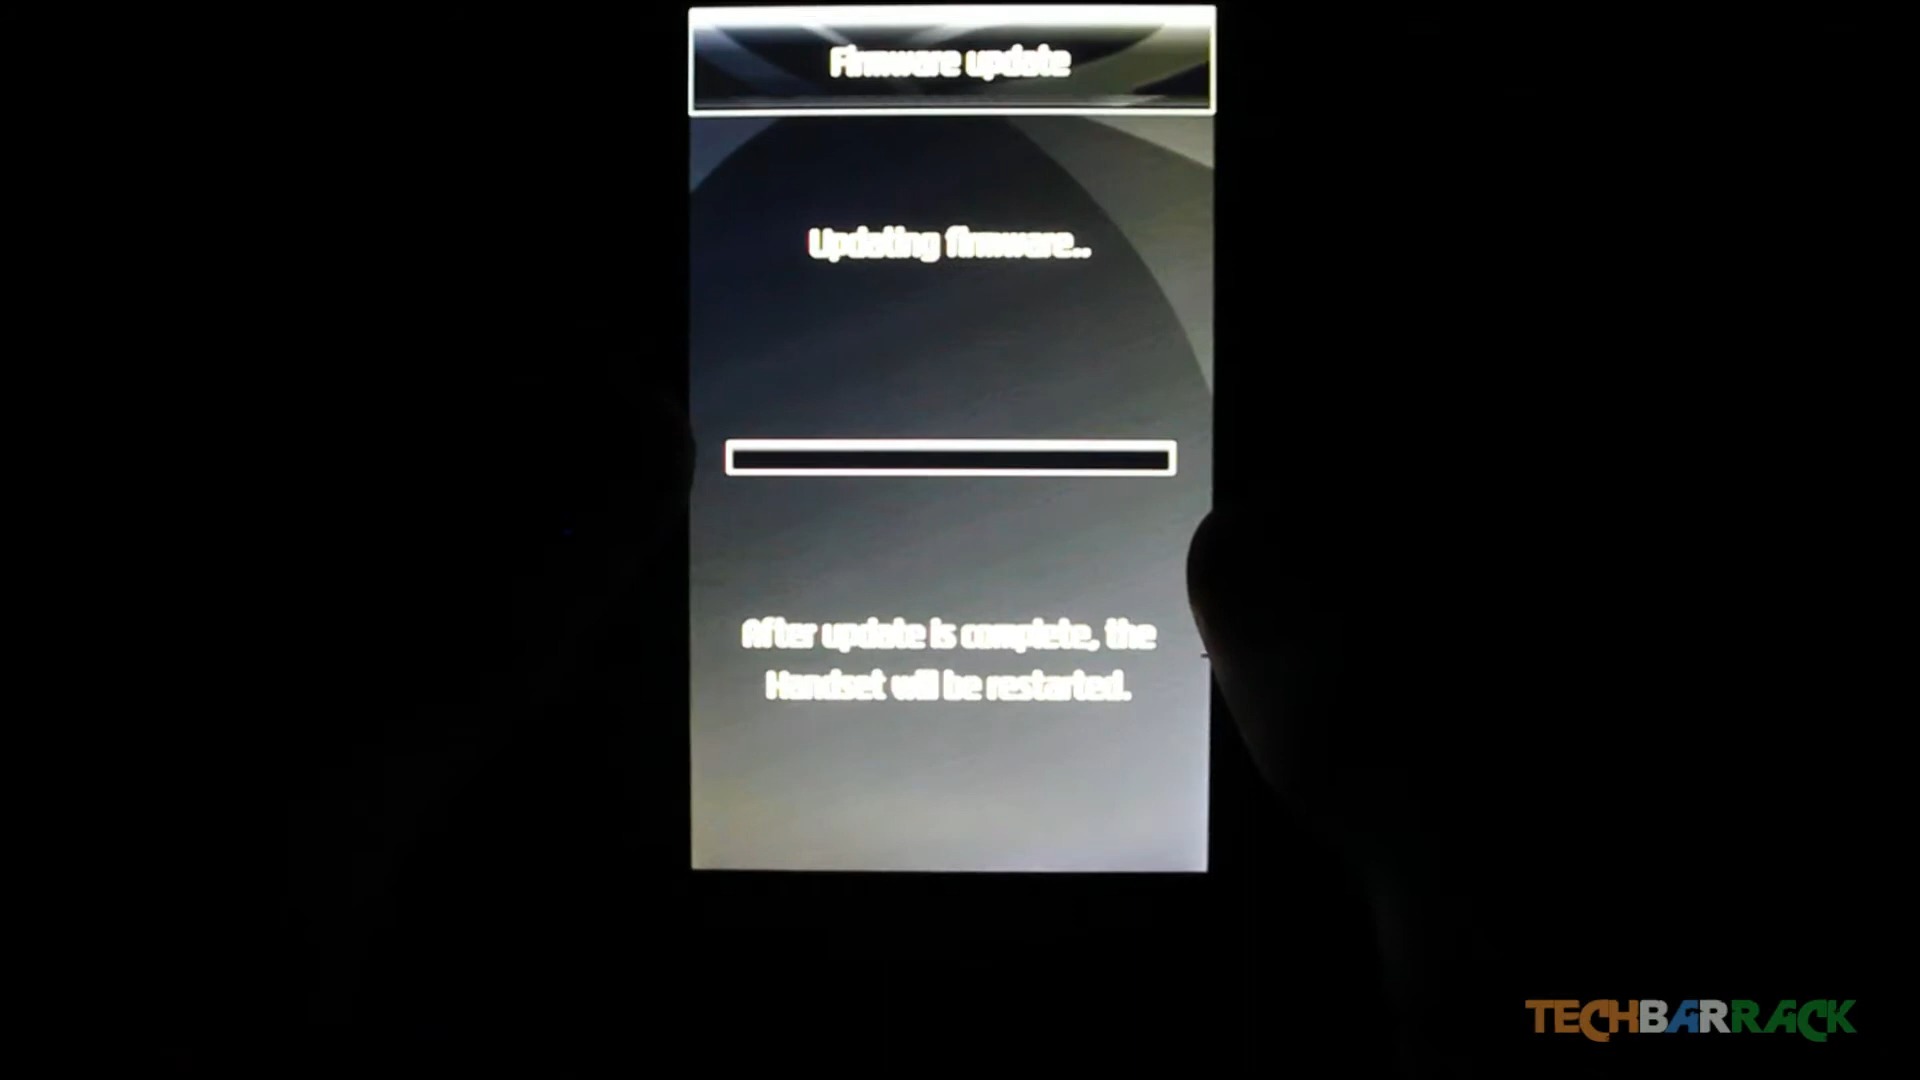 Firmware update
Updating firmware..
After update is complete, the
Handset will be restarted.
TECHBARRACK